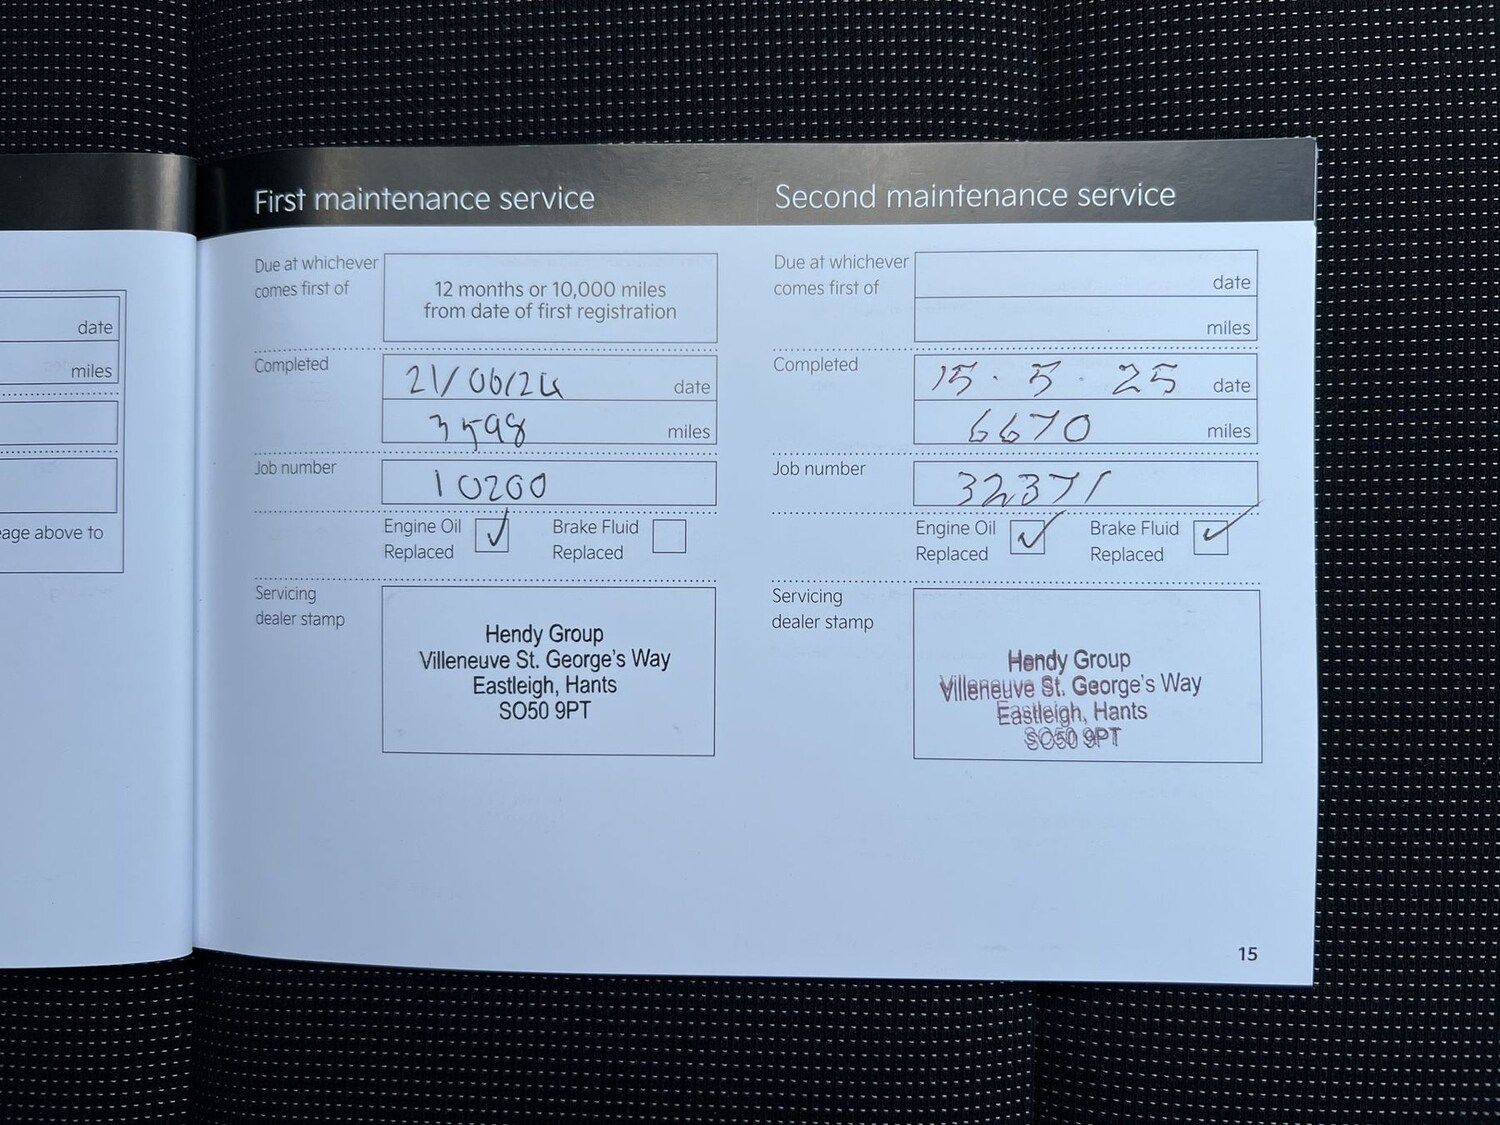 date
miles
age above to
First maintenance service
Due at whichever
comes first of
12 months or 10,000 miles
from date of first registration
Completed
21/06/24 date
3598 miles
Job number
10200
Engine Oil
Replaced
Brake Fluid
Replaced
Servicing
dealer stamp
Hendy Group
Villeneuve St. George's Way
Eastleigh, Hants
SO50 9PT
Second maintenance service
Due at whichever
comes first of
date
miles
Completed
15 · 5 · 25 date
6670 miles
Job number
32371
Engine Oil
Replaced
Brake Fluid
Replaced
Servicing
dealer stamp
Hendy Group
Villeneuve St. George's Way
Eastleigh, Hants
SO50 9PT
15